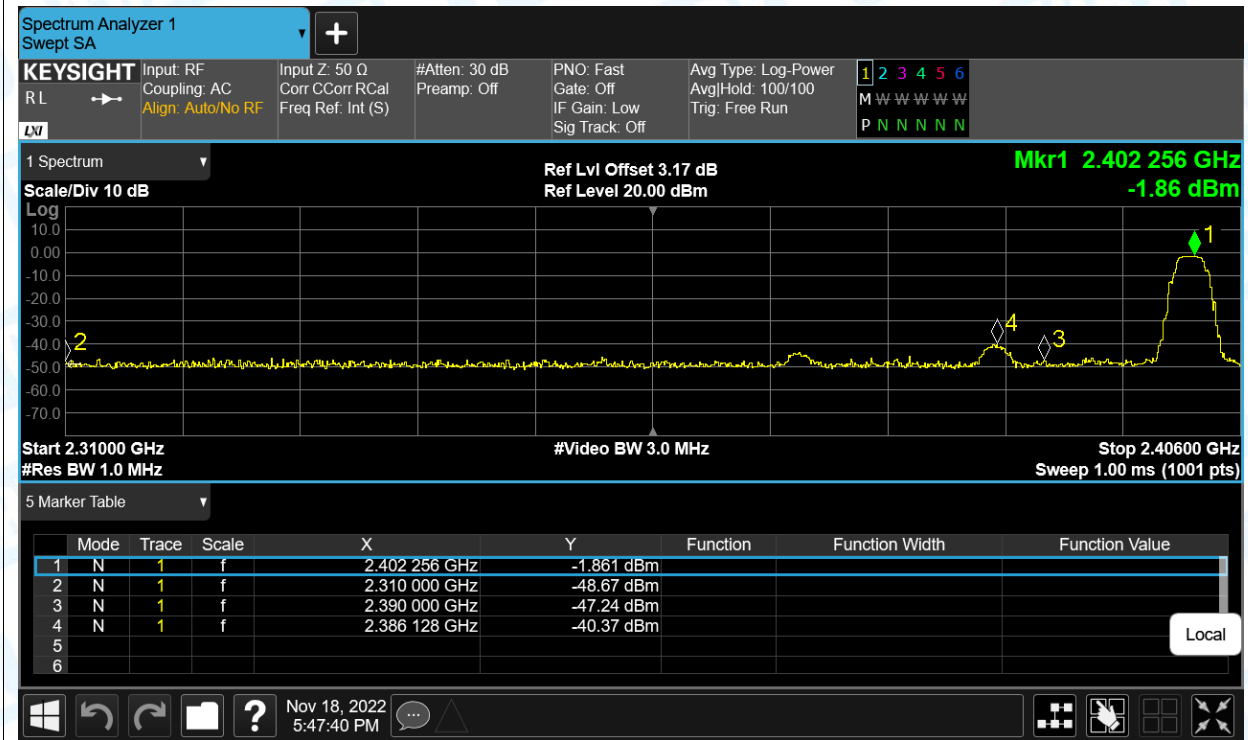 Spectrum Analyzer 1
Swept SA
+
KEYSIGHT Input: RF Input Z: 50 Ω #Atten: 30 dB PNO: Fast Avg Type: Log-Power 1 2 3 4 5 6
R L Coupling: AC Corr CCorr RCal Preamp: Off Gate: Off Avg|Hold: 100/100 M W W W W W W
Align: Auto/No RF Freq Ref: Int (S) IF Gain: Low Trig: Free Run P N N N N N N
LXI Sig Track: Off
1 Spectrum Mkr1 2.402 256 GHz
Ref Lvl Offset 3.17 dB
Scale/Div 10 dB Ref Level 20.00 dBm -1.86 dBm
Log
10.0
0.00
-10.0
-20.0
-30.0
-40.0
-50.0
-60.0
-70.0
1
2
4
3
Start 2.31000 GHz #Video BW 3.0 MHz Stop 2.40600 GHz
#Res BW 1.0 MHz Sweep 1.00 ms (1001 pts)
5 Marker Table
Mode Trace Scale X Y Function Function Width Function Value
1 N 1 f 2.402 256 GHz -1.861 dBm
2 N 1 f 2.310 000 GHz -48.67 dBm
3 N 1 f 2.390 000 GHz -47.24 dBm
4 N 1 f 2.386 128 GHz -40.37 dBm
5
6
Local
? Nov 18, 2022
5:47:40 PM